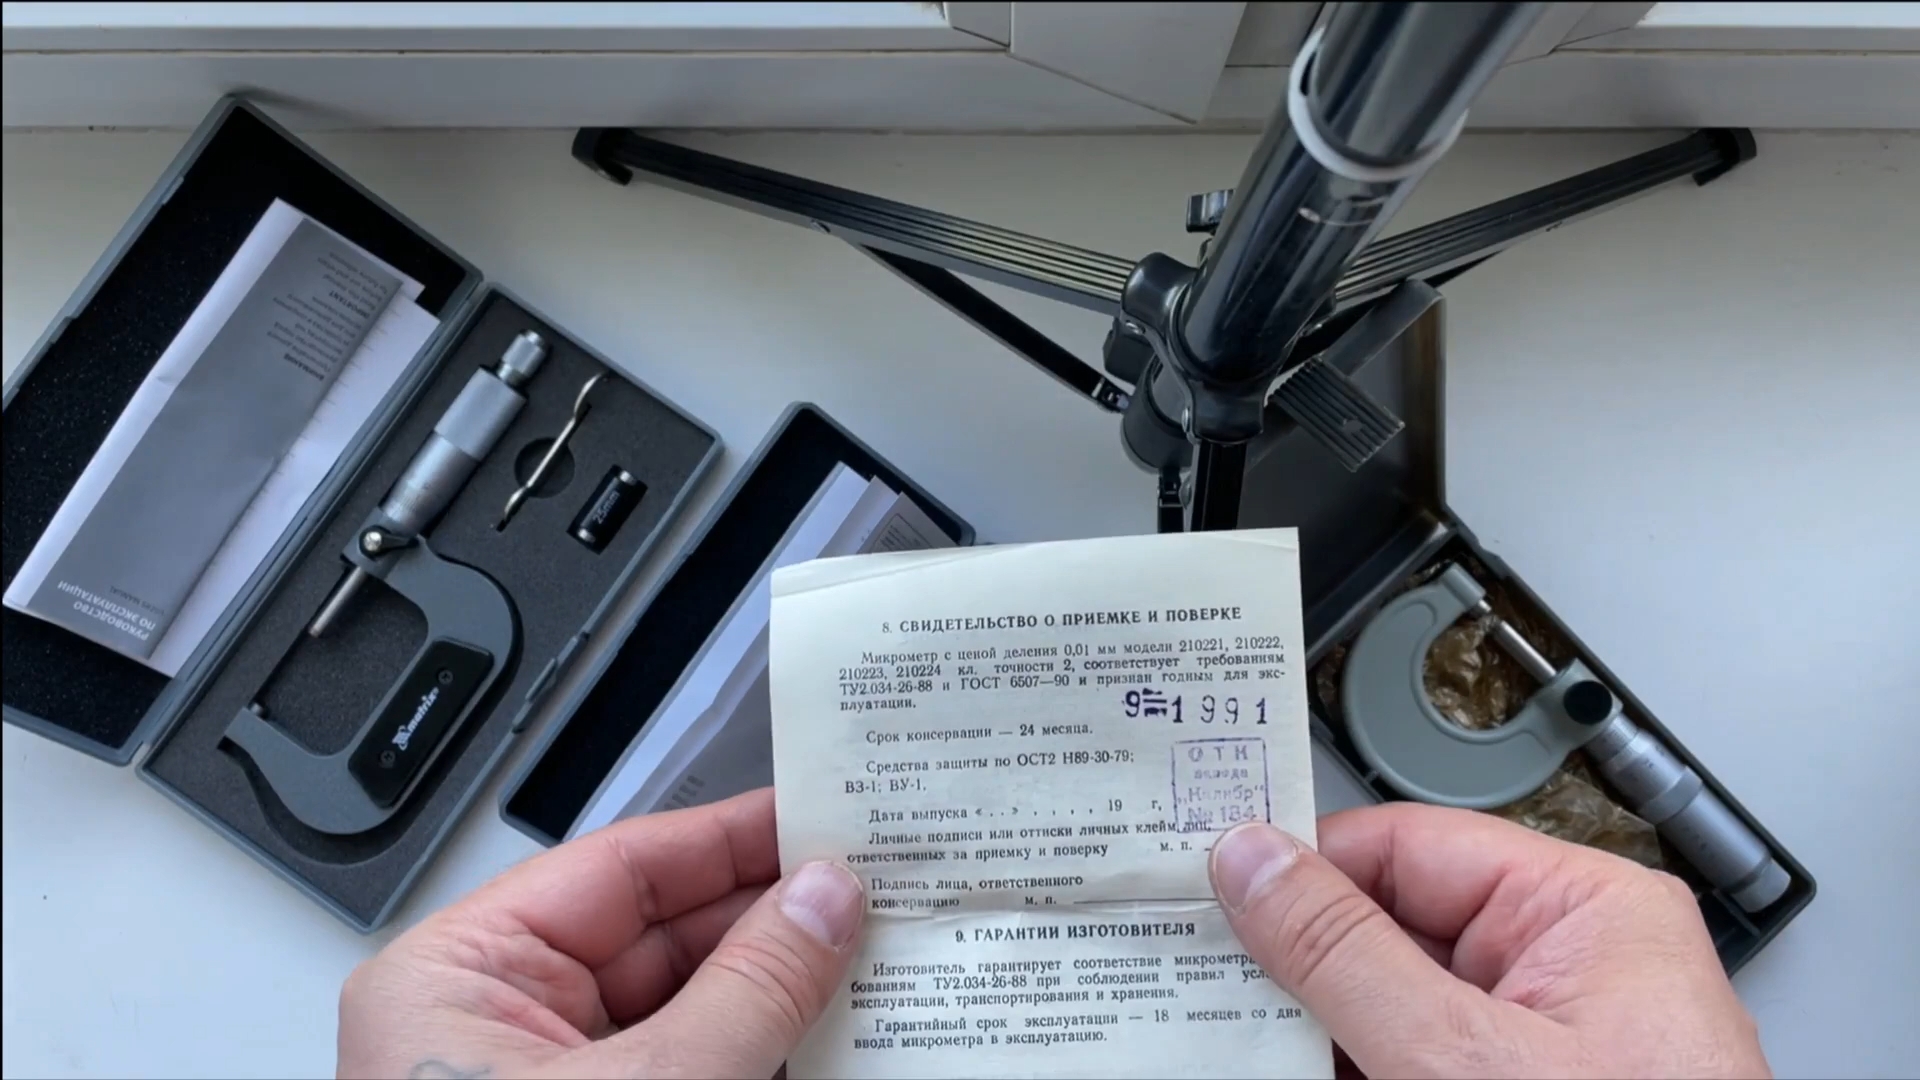 РУКОВОДСТВО
ПО ЭКСПЛУАТАЦИИ
USERS MANUAL
ВНИМАНИЕ
IMPORTANT
25mm
matrix
8. СВИДЕТЕЛЬСТВО О ПРИЕМКЕ И ПОВЕРКЕ
Микрометр с ценой деления 0,01 мм модели 210221, 210222,
210223, 210224 кл. точности 2, соответствует требованиям
ТУ2.034-26-88 и ГОСТ 6507—90 и признан годным для экс-
плуатации.
9=1991
Срок консервации — 24 месяца.
Средства защиты по ОСТ2 Н89-30-79;
ВЗ-1; ВУ-1.
ОТК
завода
„Калибр“
№ 184
Дата выпуска « . . » . . . . 19 г.
Личные подписи или оттиски личных клейм лиц,
ответственных за приемку и поверку м. п.
Подпись лица, ответственного
консервацию м. п.
9. ГАРАНТИИ ИЗГОТОВИТЕЛЯ
Изготовитель гарантирует соответствие микрометра
бованиям ТУ2.034-26-88 при соблюдении правил усл
эксплуатации, транспортирования и хранения.
Гарантийный срок эксплуатации — 18 месяцев со дня
ввода микрометра в эксплуатацию.